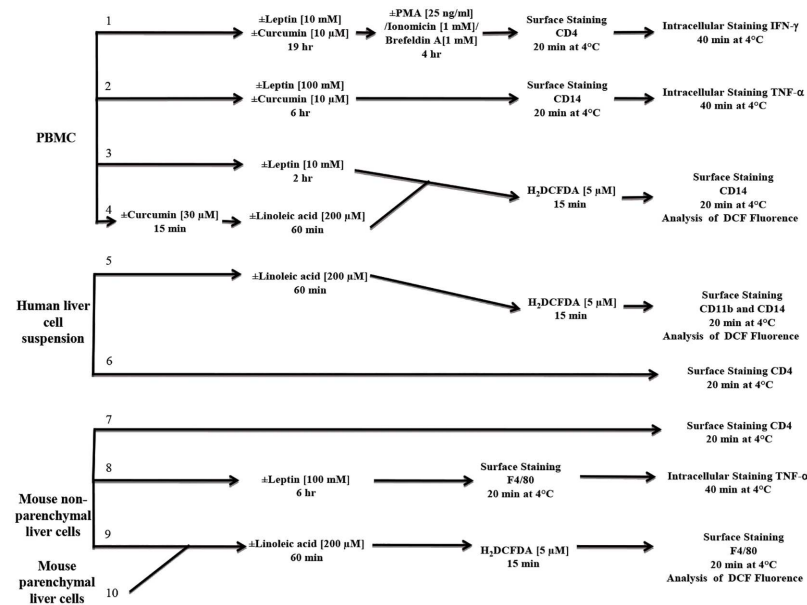 1
±Leptin [10 mM]
±Curcumin [10 µM]
19 hr
±PMA [25 ng/ml]
/Ionomicin [1 mM]/
Brefeldin A[1 mM]
4 hr
Surface Staining
CD4
20 min at 4°C
Intracellular Staining IFN-γ
40 min at 4°C
2
±Leptin [100 mM]
±Curcumin [10 µM]
6 hr
Surface Staining
CD14
20 min at 4°C
Intracellular Staining TNF-α
40 min at 4°C
PBMC
3
±Leptin [10 mM]
2 hr
H₂DCFDA [5 µM]
15 min
Surface Staining
CD14
20 min at 4°C
Analysis of DCF Fluorence
4
±Curcumin [30 µM]
15 min
±Linoleic acid [200 µM]
60 min
Human liver
cell
suspension
5
±Linoleic acid [200 µM]
60 min
H₂DCFDA [5 µM]
15 min
Surface Staining
CD11b and CD14
20 min at 4°C
Analysis of DCF Fluorence
6
Surface Staining CD4
20 min at 4°C
7
Surface Staining CD4
20 min at 4°C
Mouse non-
parenchymal
liver cells
8
±Leptin [100 mM]
6 hr
Surface Staining
F4/80
20 min at 4°C
Intracellular Staining TNF-α
40 min at 4°C
9
±Linoleic acid [200 µM]
60 min
H₂DCFDA [5 µM]
15 min
Surface Staining
F4/80
20 min at 4°C
Analysis of DCF Fluorence
Mouse
parenchymal
liver cells
10